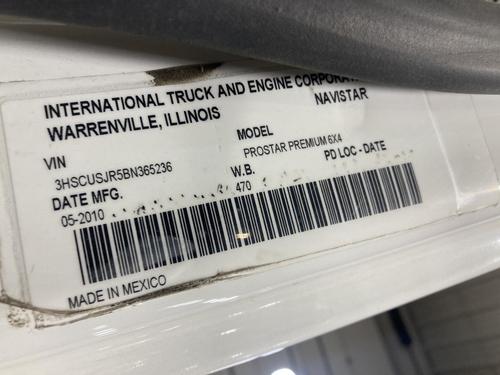 INTERNATIONAL TRUCK AND ENGINE
WARRENVILLE, ILLINOIS NAVISTAR
VIN MODEL
3HSCUSJR5BN365236 PROSTAR PREMIUM 6X4
DATE MFG. W.B. PD LOC - DATE
05-2010 470
MADE IN MEXICO